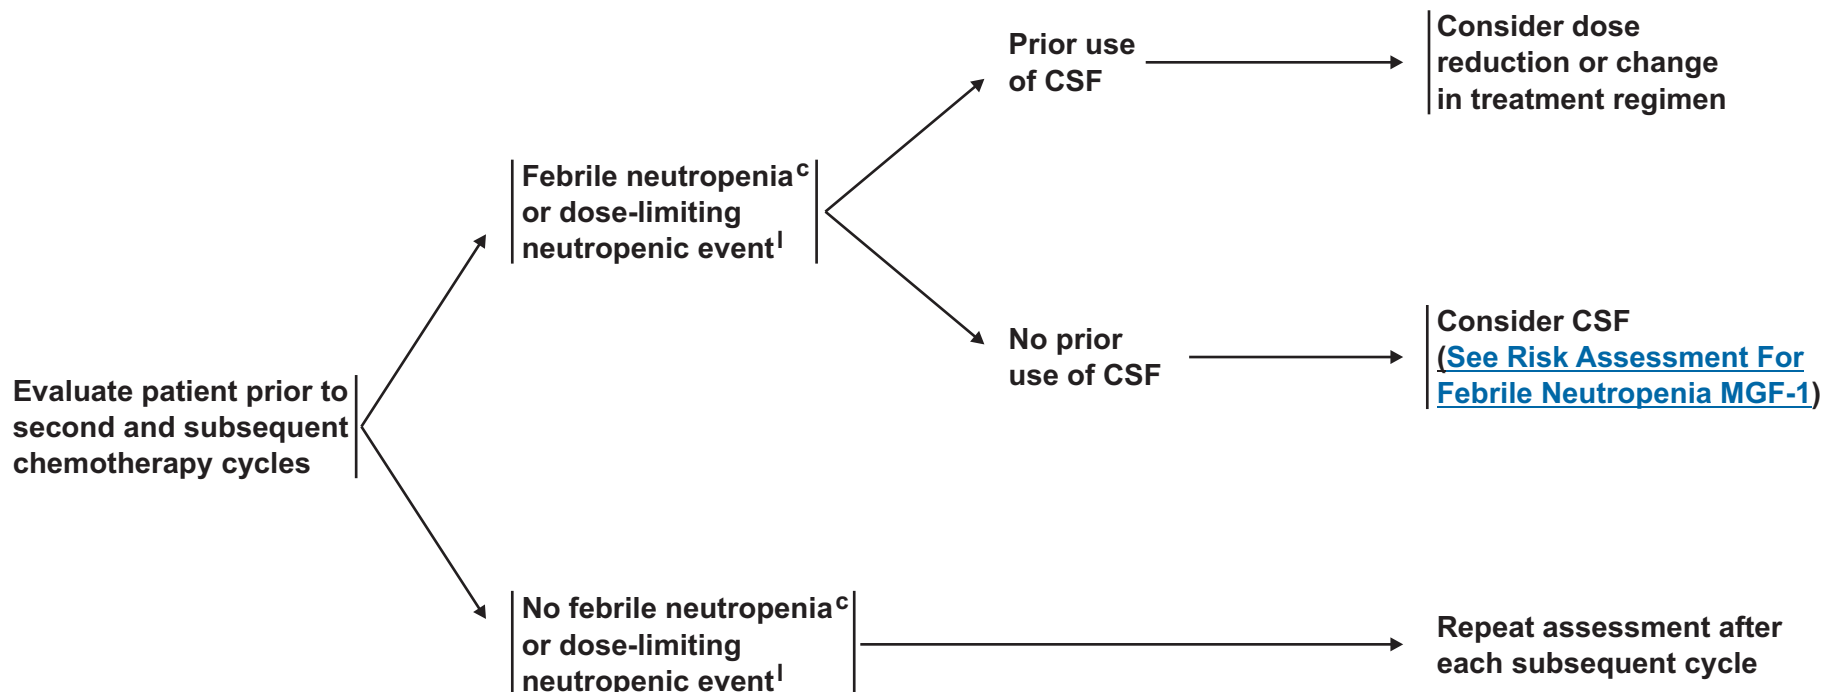 Prior use
of CSF
Consider dose
reduction or change
in treatment regimen
Febrile neutropenia c
or dose-limiting
neutropenic event l
No prior
use of CSF
Consider CSF
(See Risk Assessment For
Febrile Neutropenia MGF-1)
Evaluate patient prior to
second and subsequent
chemotherapy cycles
No febrile neutropenia c
or dose-limiting
neutropenic event l
Repeat assessment after
each subsequent cycle